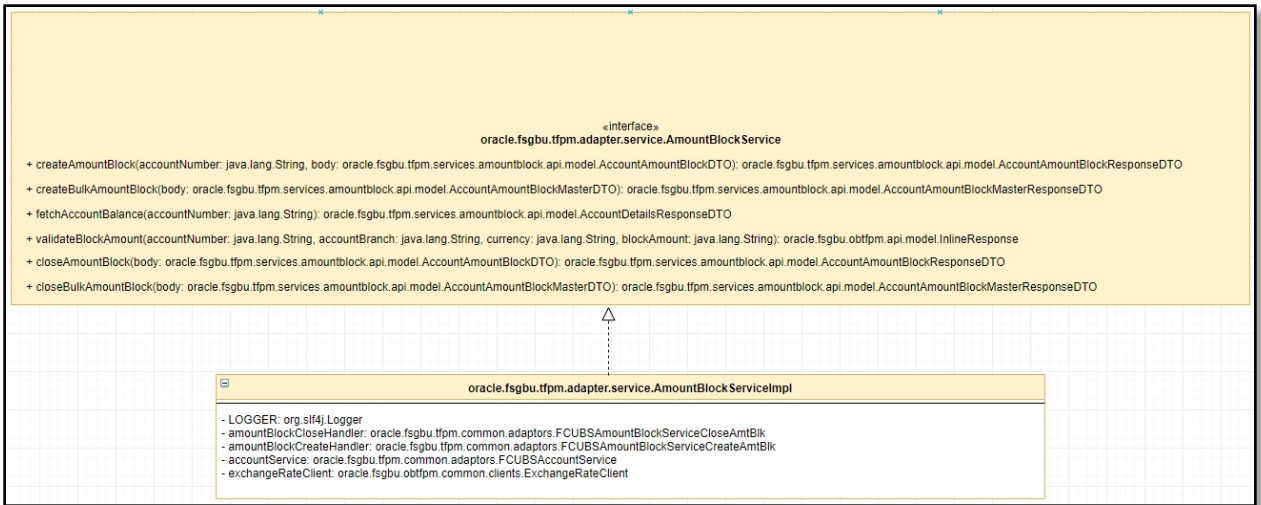 «interface»
oracle.fsgbu.tfpm.adapter.service.AmountBlockService
+ createAmountBlock(accountNumber: java.lang.String, body: oracle.fsgbu.tfpm.services.amountblock.api.model.AccountAmountBlockDTO): oracle.fsgbu.tfpm.services.amountblock.api.model.AccountAmountBlockResponseDTO
+ createBulkAmountBlock(body: oracle.fsgbu.tfpm.services.amountblock.api.model.AccountAmountBlockMasterDTO): oracle.fsgbu.tfpm.services.amountblock.api.model.AccountAmountBlockMasterResponseDTO
+ fetchAccountBalance(accountNumber: java.lang.String): oracle.fsgbu.tfpm.services.amountblock.api.model.AccountDetailsResponseDTO
+ validateBlockAmount(accountNumber: java.lang.String, accountBranch: java.lang.String, currency: java.lang.String, blockAmount: java.lang.String): oracle.fsgbu.obtfpm.api.model.InlineResponse
+ closeAmountBlock(body: oracle.fsgbu.tfpm.services.amountblock.api.model.AccountAmountBlockDTO): oracle.fsgbu.tfpm.services.amountblock.api.model.AccountAmountBlockResponseDTO
+ closeBulkAmountBlock(body: oracle.fsgbu.tfpm.services.amountblock.api.model.AccountAmountBlockMasterDTO): oracle.fsgbu.tfpm.services.amountblock.api.model.AccountAmountBlockMasterResponseDTO
oracle.fsgbu.tfpm.adapter.service.AmountBlockServiceImpl
- LOGGER: org.slf4j.Logger
- amountBlockCloseHandler: oracle.fsgbu.tfpm.common.adaptors.FCUBSAmountBlockServiceCloseAmtBlk
- amountBlockCreateHandler: oracle.fsgbu.tfpm.common.adaptors.FCUBSAmountBlockServiceCreateAmtBlk
- accountService: oracle.fsgbu.tfpm.common.adaptors.FCUBSAccountService
- exchangeRateClient: oracle.fsgbu.obtfpm.common.clients.ExchangeRateClient